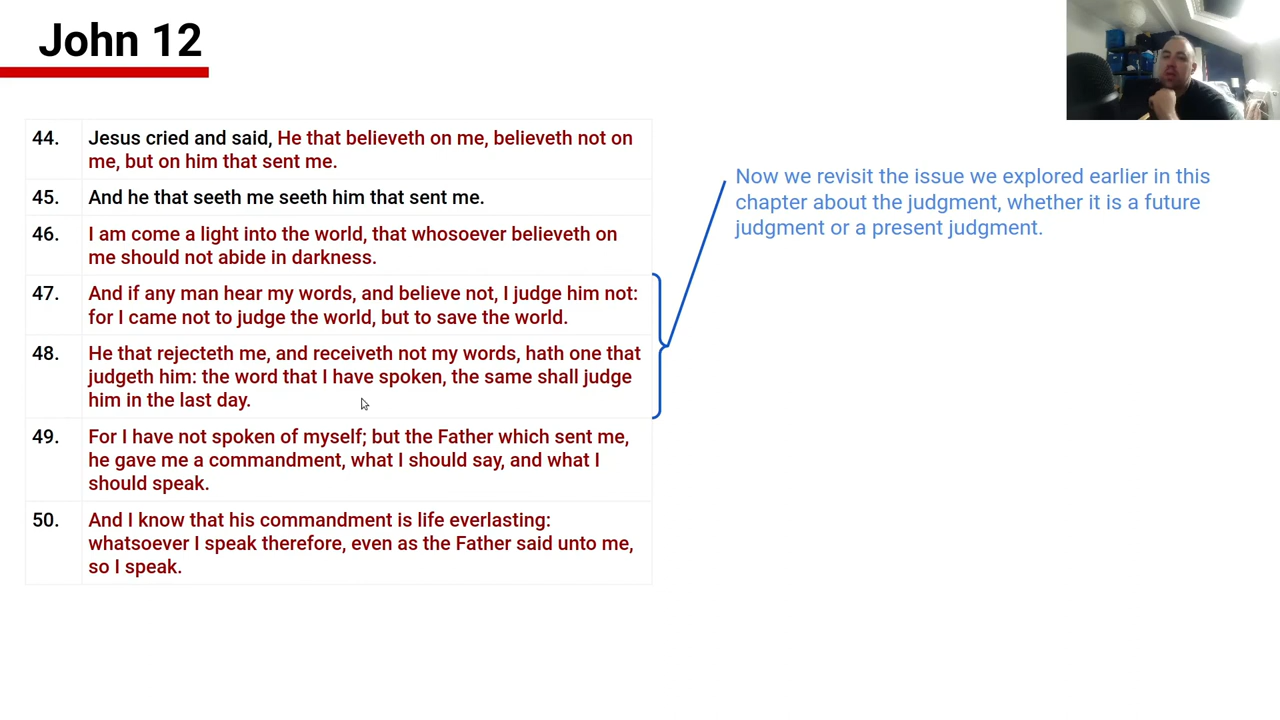 John 12
44. Jesus cried and said, He that believeth on me, believeth not on
me, but on him that sent me.
45. And he that seeth me seeth him that sent me.
46. I am come a light into the world, that whosoever believeth on
me should not abide in darkness.
47. And if any man hear my words, and believe not, I judge him not:
for I came not to judge the world, but to save the world.
48. He that rejecteth me, and receiveth not my words, hath one that
judgeth him: the word that I have spoken, the same shall judge
him in the last day.
49. For I have not spoken of myself; but the Father which sent me,
he gave me a commandment, what I should say, and what I
should speak.
50. And I know that his commandment is life everlasting:
whatsoever I speak therefore, even as the Father said unto me,
so I speak.
Now we revisit the issue we explored earlier in this
chapter about the judgment, whether it is a future
judgment or a present judgment.